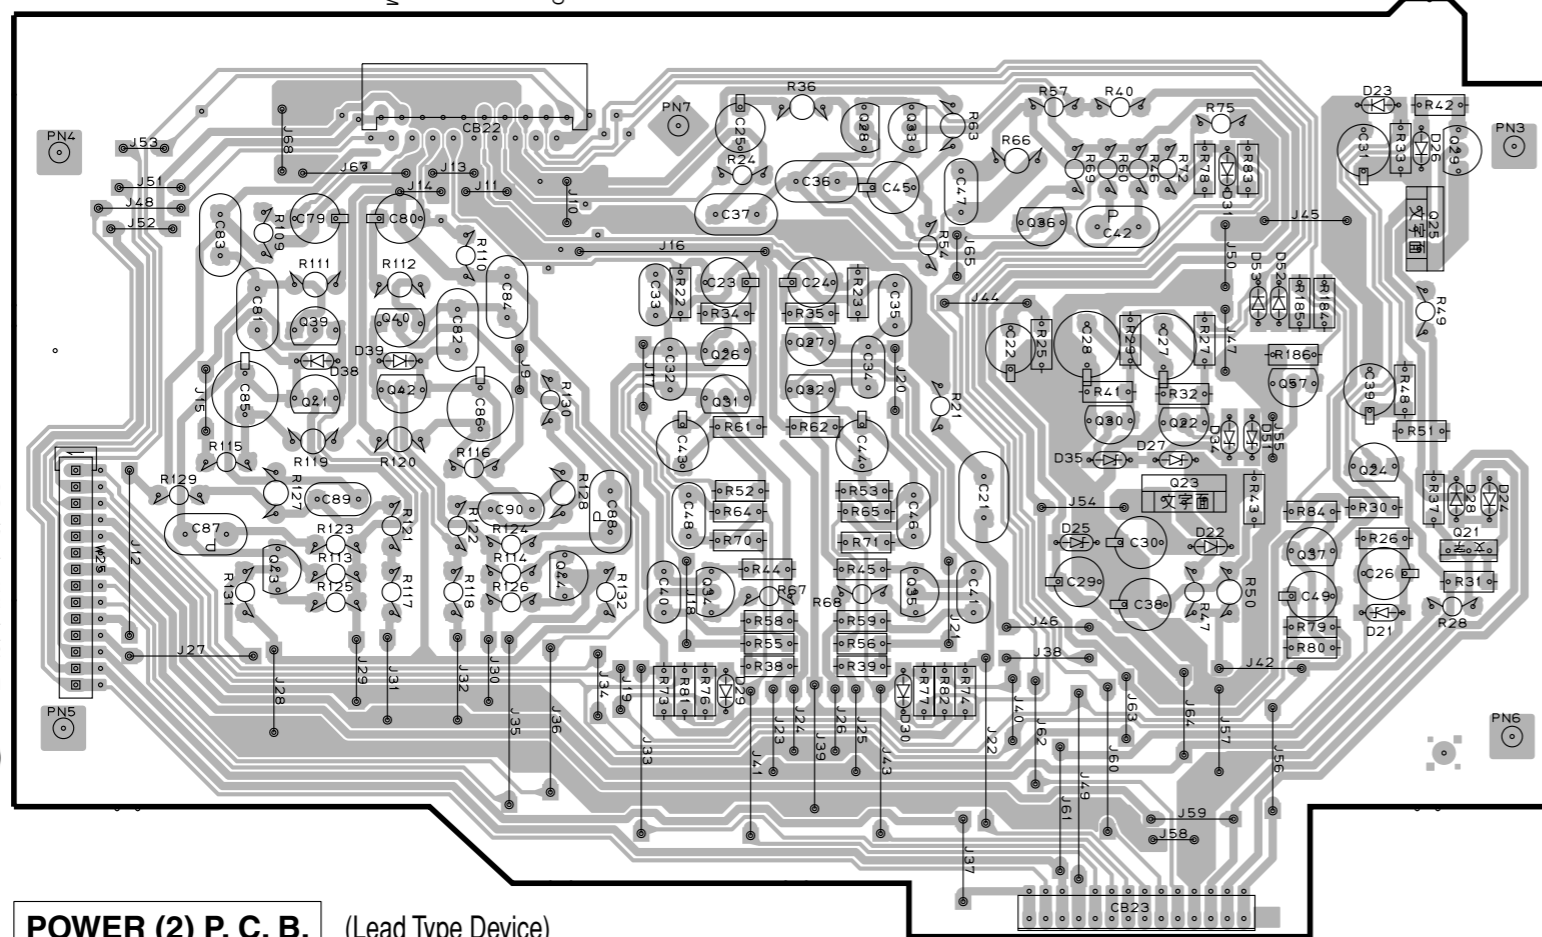 R36
R57
R40
D23
R42
PN7
C25
Q28
Q33
R63
R75
CB22
PN4
J53
J68
R66
C31
R33
D26
Q29
PN3
J67
J13
R24
C36
C45
C47
R69
R60
R46
R72
R78
D31
R83
J51
J14
J11
J10
J48
C83
R109
C79
C80
C37
Q36
P
C42
J45
Q25
文字面
J52
R110
J16
R54
J65
J50
R111
R112
C84
C33
R22
C23
C24
R23
C35
D53
D52
R185
R184
C81
J44
R49
Q39
Q40
C82
R34
R35
C22
R25
C28
R29
C27
R27
J47
D39
D38
J9
J17
C32
Q26
Q27
C34
J20
R186
J15
C85
Q41
Q42
C86
R130
Q31
Q32
R21
R41
R32
Q57
C39
R48
R61
R62
Q30
Q22
D34
D51
J55
R51
R115
R119
R120
R116
C43
C44
D35
D27
Q24
R129
R127
C89
R128
C88
P
R52
R53
C21
Q23
文字面
R43
R37
D28
D24
C90
C48
R64
R65
C46
J54
R84
R30
C87
P
R123
R121
R122
R124
R70
R71
D25
C30
D22
Q37
R26
Q21
J12
W25
Q43
R113
R114
Q44
R44
R45
C29
C26
R31
R131
R125
R117
R118
R126
R132
C40
J18
Q34
R67
R68
Q35
C41
C38
R47
R50
C49
D21
R28
R58
R59
J21
J46
R79
J27
R55
R56
J38
R80
J28
J29
J31
J32
J30
J34
J19
R38
R39
J42
R73
R81
R76
D29
D30
R77
R82
R74
PN5
J35
J36
J33
J41
J23
J24
J39
J26
J25
J43
J22
J40
J62
J49
J60
J63
J64
J57
J56
PN6
J61
J59
J58
J37
CB23
POWER (2) P. C. B.
(Lead Type Device)